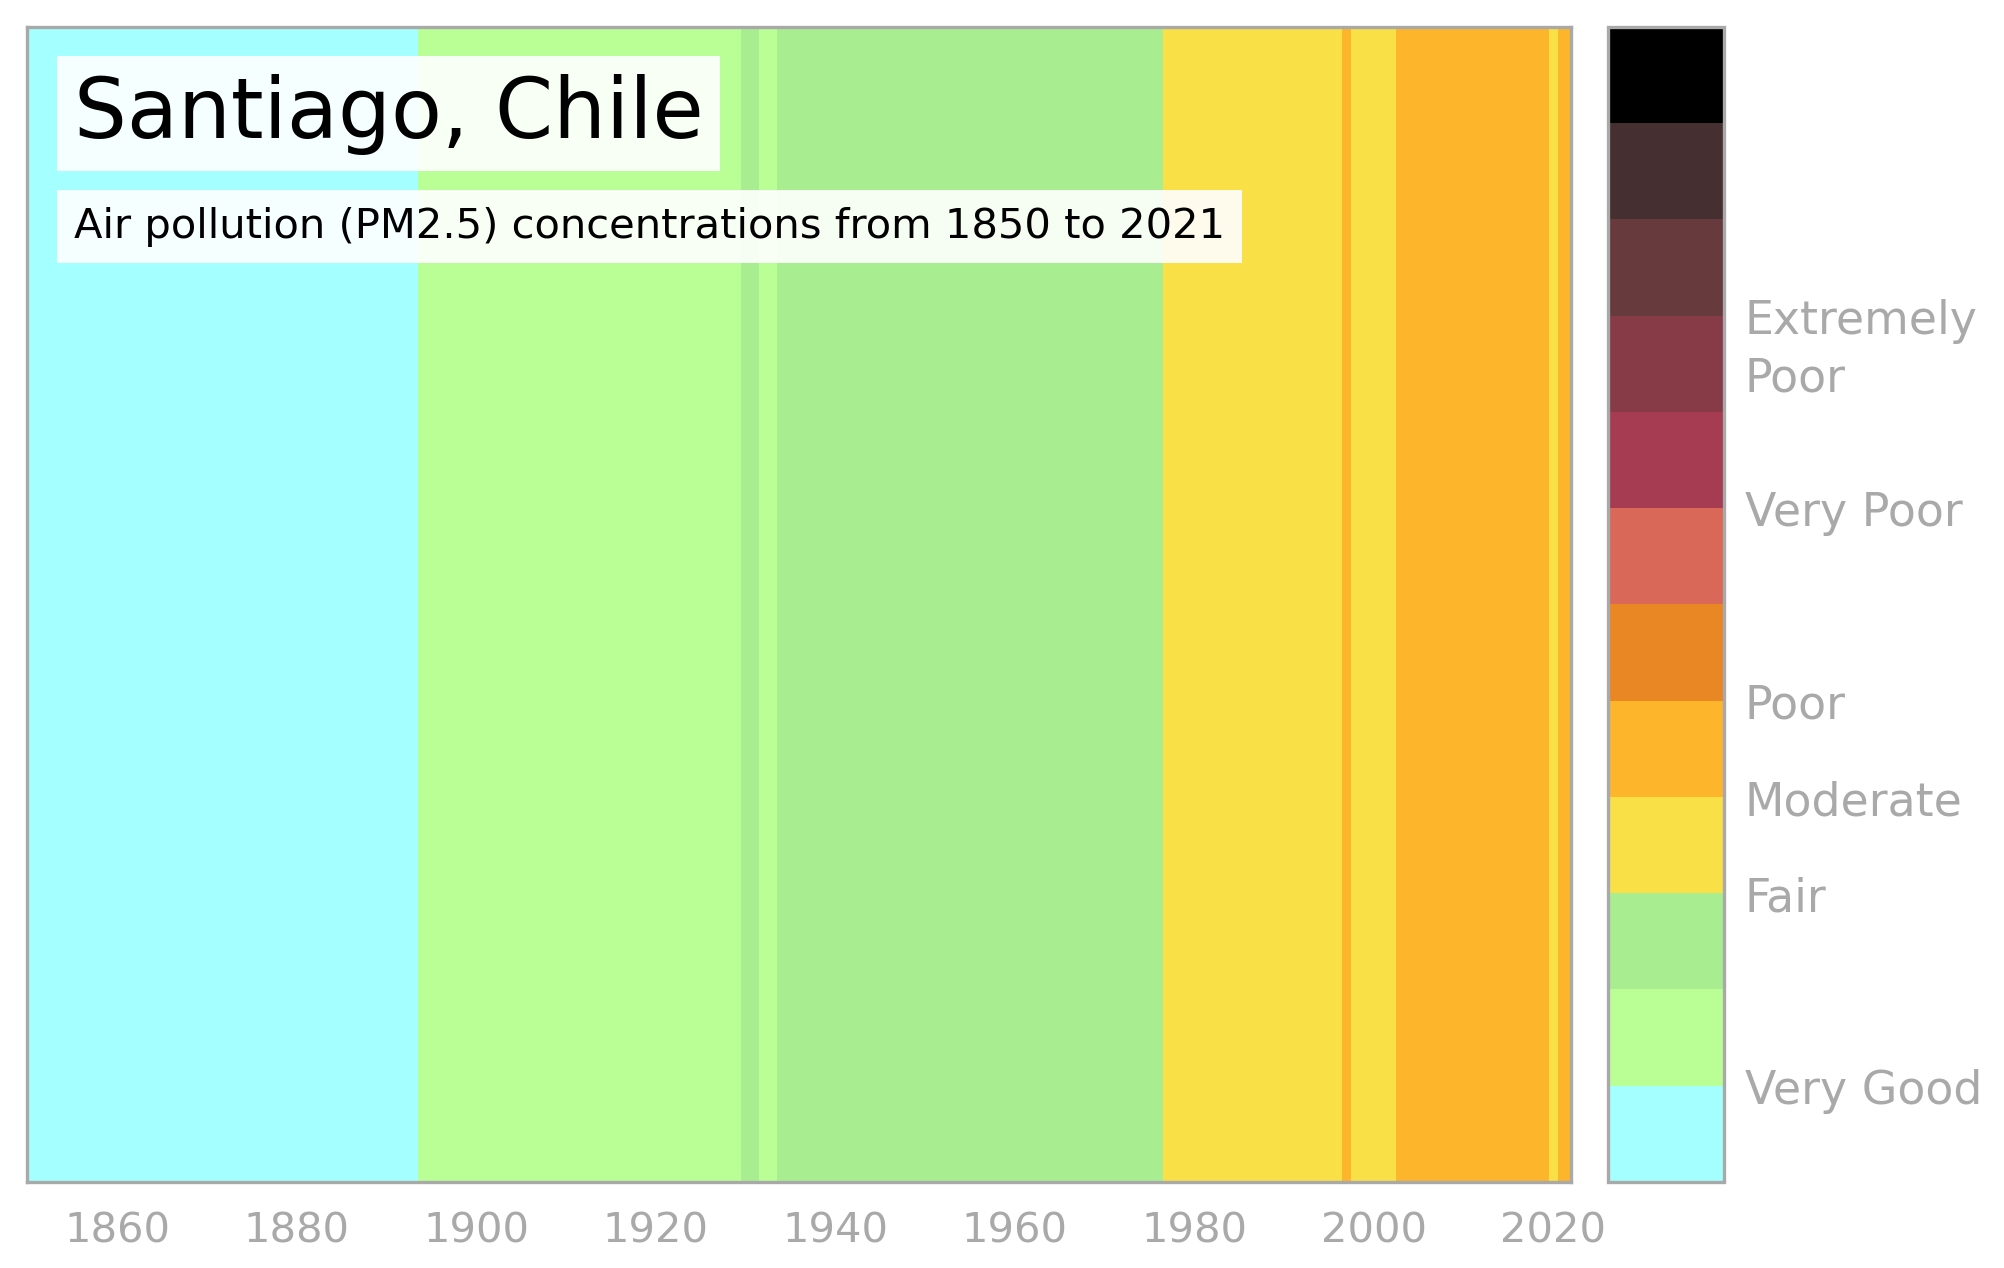 Santiago, Chile
Air pollution (PM2.5) concentrations from 1850 to 2021
Extremely
Poor
Very Poor
Poor
Moderate
Fair
Very Good
1860 1880 1900 1920 1940 1960 1980 2000 2020